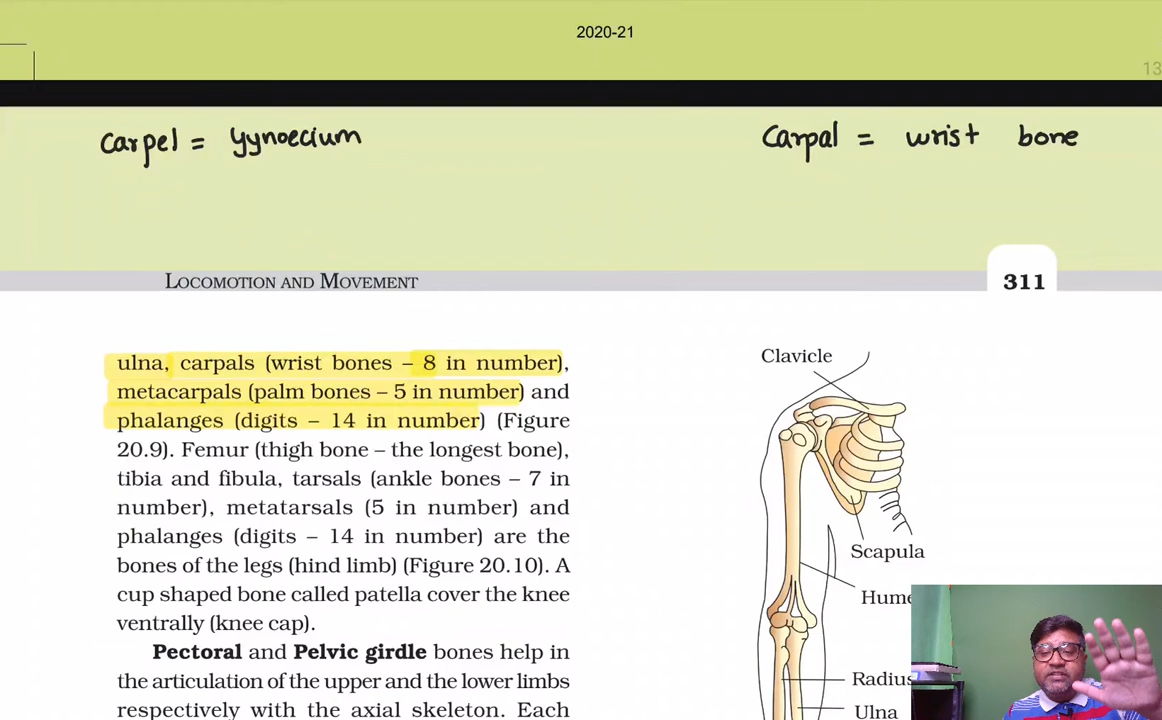 2020-21
13
Carpel = yynoecium
Carpal = wrist bone
LOCOMOTION AND MOVEMENT
311
ulna, carpals (wrist bones – 8 in number),
metacarpals (palm bones – 5 in number) and
phalanges (digits – 14 in number) (Figure
20.9). Femur (thigh bone – the longest bone),
tibia and fibula, tarsals (ankle bones – 7 in
number), metatarsals (5 in number) and
phalanges (digits – 14 in number) are the
bones of the legs (hind limb) (Figure 20.10). A
cup shaped bone called patella cover the knee
ventrally (knee cap).
Pectoral and Pelvic girdle bones help in
the articulation of the upper and the lower limbs
respectively with the axial skeleton. Each
Clavicle
Scapula
Hume
Radius
Ulna